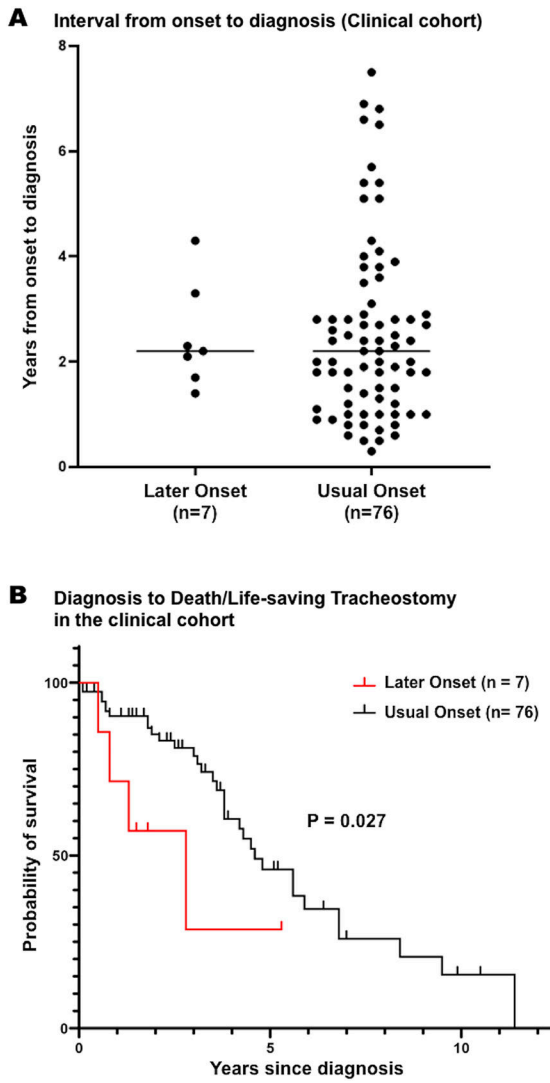 A Interval from onset to diagnosis (Clinical cohort)
Years from onset to diagnosis
8
6
4
2
0
Later Onset
(n=7)
Usual Onset
(n=76)
B Diagnosis to Death/Life-saving Tracheostomy
in the clinical cohort
Probability of survival
100
50
0
Later Onset (n = 7)
Usual Onset (n= 76)
P = 0.027
0 5 10
Years since diagnosis